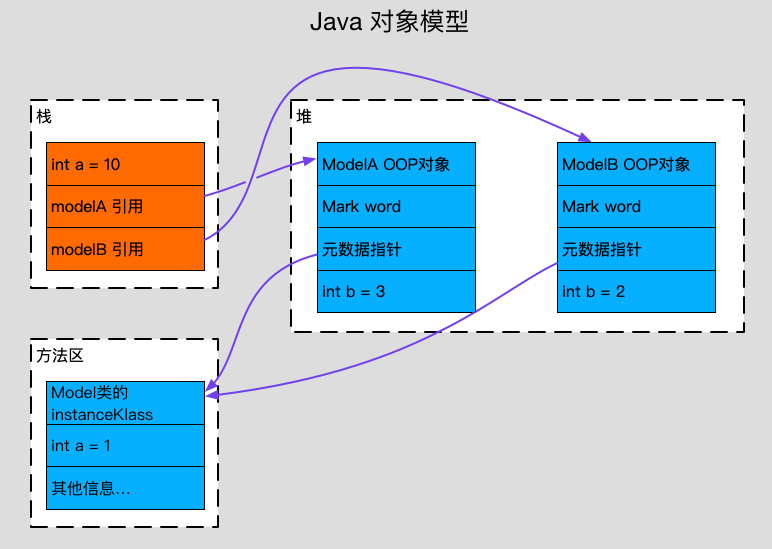 Java 对象模型
栈
int a = 10
modelA 引用
modelB 引用
堆
ModelA OOP对象
Mark word
元数据指针
int b = 3
ModelB OOP对象
Mark word
元数据指针
int b = 2
方法区
Model类的
instanceKlass
int a = 1
其他信息...